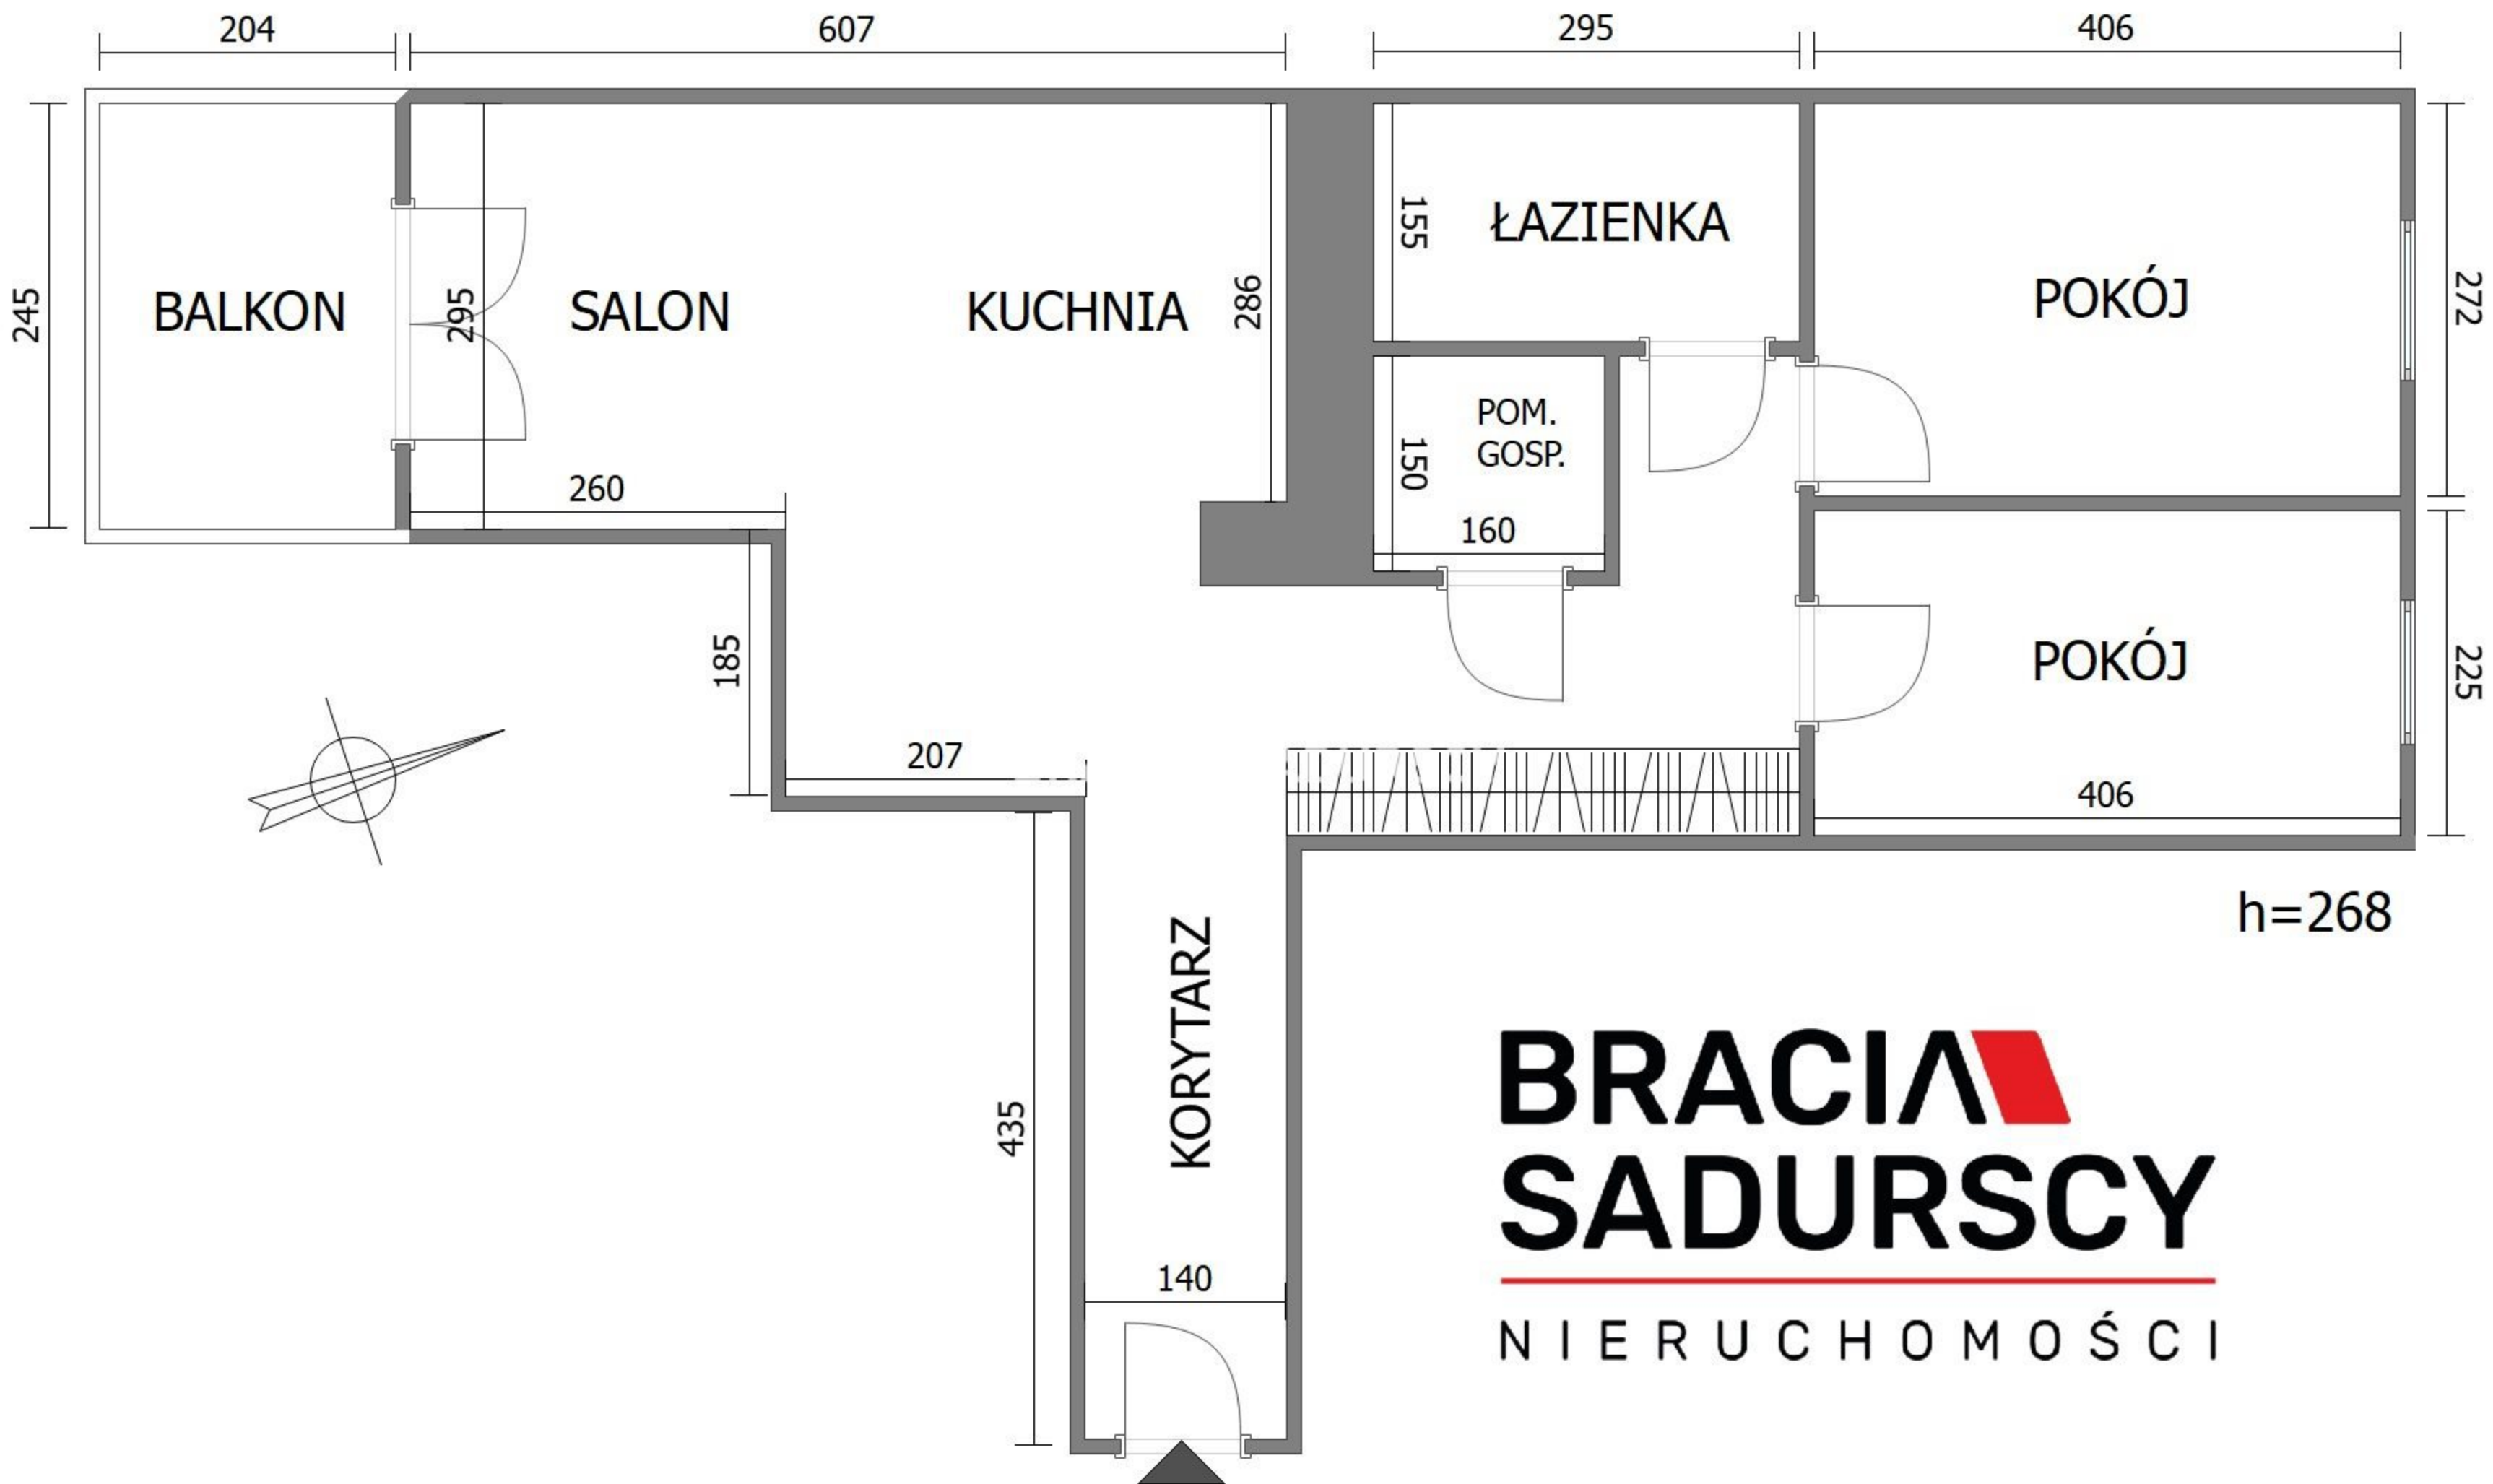 204
607
295
406
245
BALKON
295
SALON
KUCHNIA
286
155
ŁAZIENKA
POKÓJ
272
260
150
POM.
GOSP.
160
185
207
POKÓJ
225
406
h=268
KORYTARZ
435
140
BRACIA
SADURSCY
NIERUCHOMOŚCI